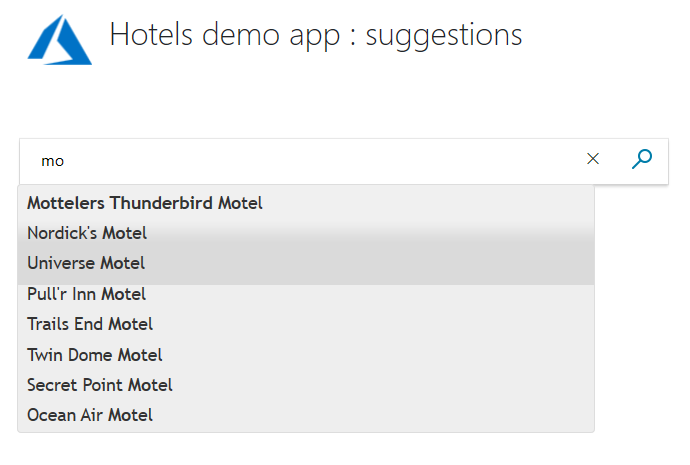 Hotels demo app : suggestions
mo
Mottelers Thunderbird Motel
Nordick's Motel
Universe Motel
Pull'r Inn Motel
Trails End Motel
Twin Dome Motel
Secret Point Motel
Ocean Air Motel